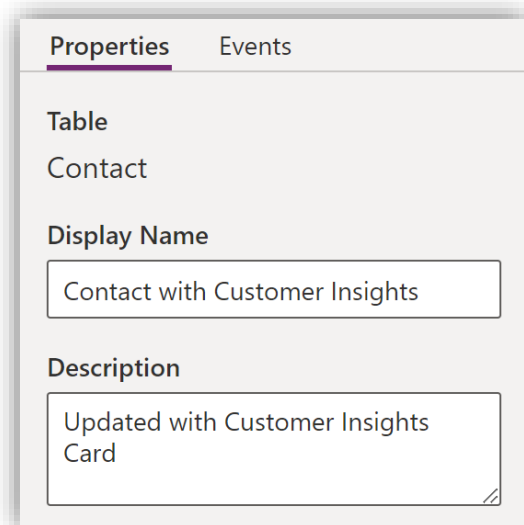 Properties Events
Table
Contact
Display Name
Contact with Customer Insights
Description
Updated with Customer Insights
Card